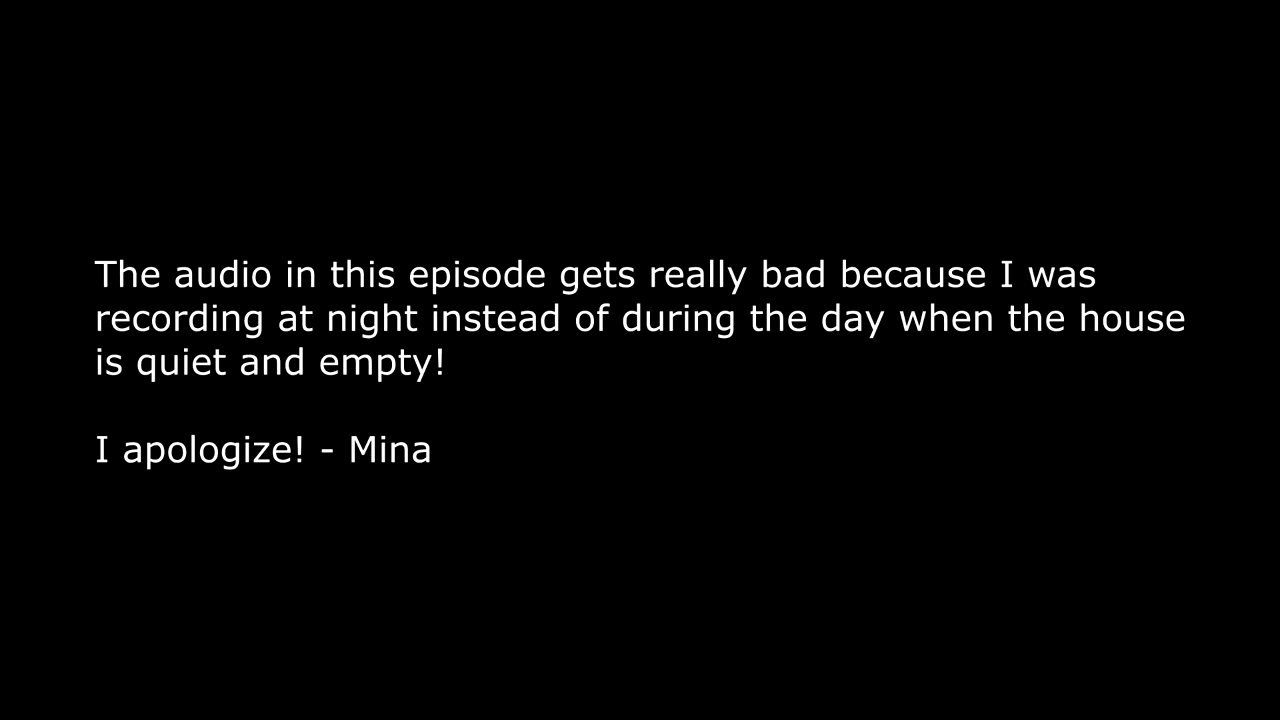 The audio in this episode gets really bad because I was
recording at night instead of during the day when the house
is quiet and empty!
I apologize! - Mina